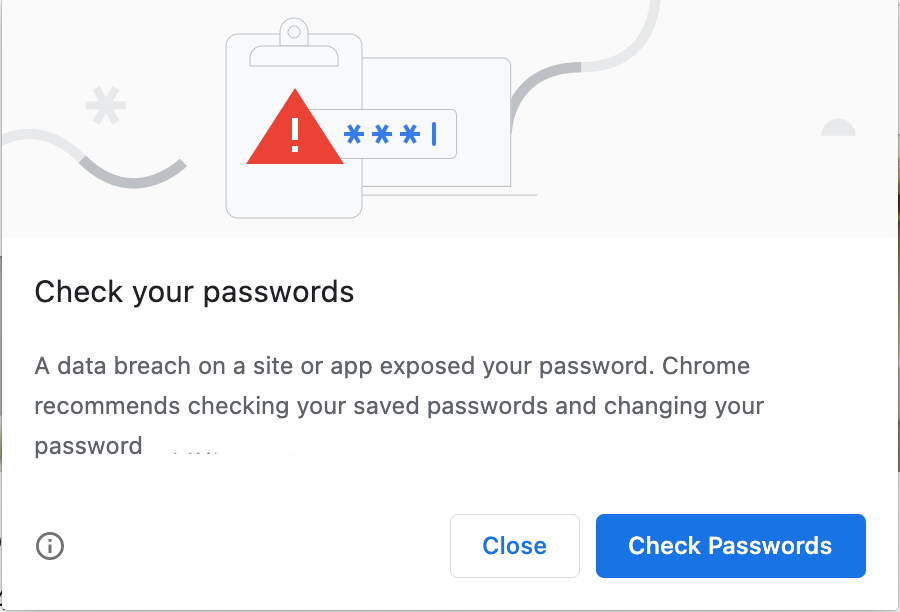 ***
Check your passwords
A data breach on a site or app exposed your password. Chrome
recommends checking your saved passwords and changing your
password
Close
Check Passwords